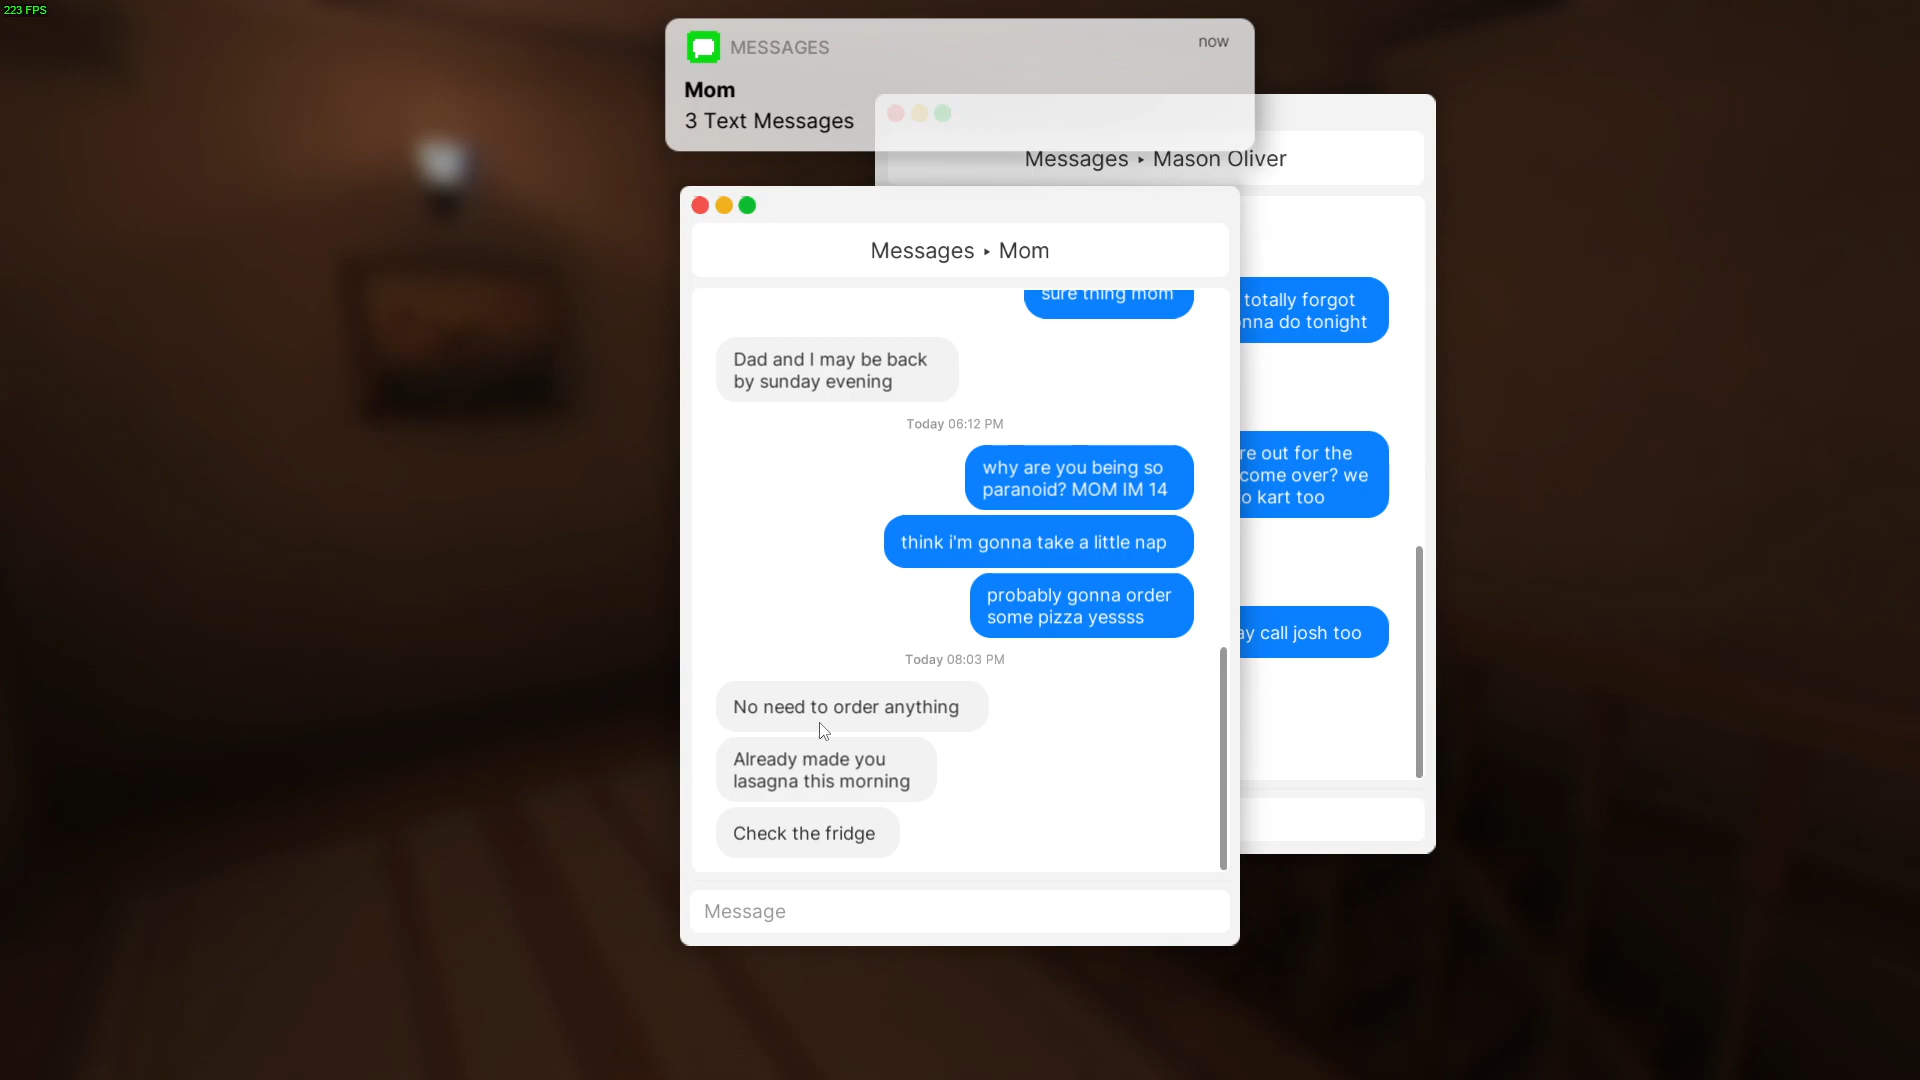 223 FPS
MESSAGES
now
Mom
3 Text Messages
Messages ‣ Mason Oliver
totally forgot
nna do tonight
re out for the
come over? we
o kart too
ay call josh too
Messages ‣ Mom
sure thing mom
Dad and I may be back
by sunday evening
Today 06:12 PM
why are you being so
paranoid? MOM IM 14
think i'm gonna take a little nap
probably gonna order
some pizza yessss
Today 08:03 PM
No need to order anything
Already made you
lasagna this morning
Check the fridge
Message